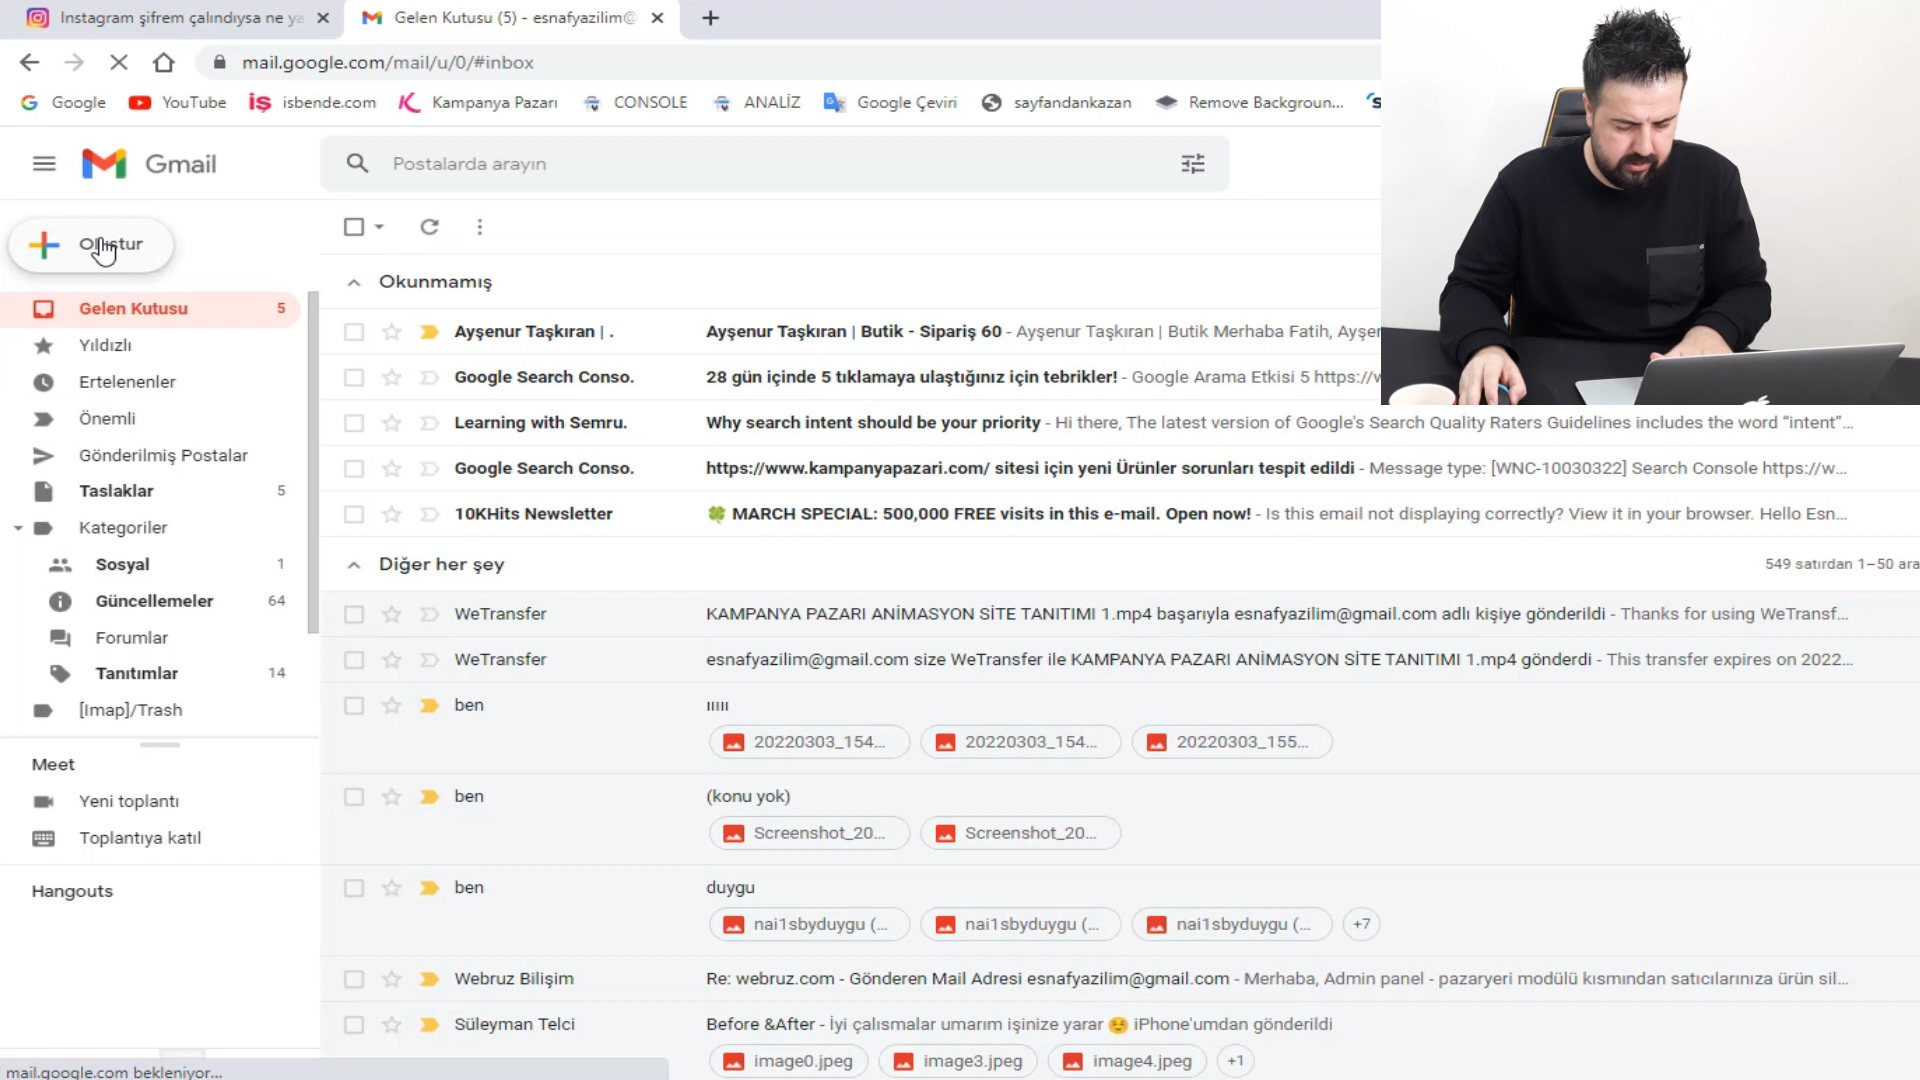 Instagram şifrem çalındıysa ne ya
Gelen Kutusu (5) - esnafyazilim@
mail.google.com/mail/u/0/#inbox
Google YouTube isbende.com Kampanya Pazarı CONSOLE ANALİZ Google Çeviri sayfandankazan Remove Backgroun...
Gmail
Postalarda arayın
Gelen Kutusu 5
Yıldızlı
Ertelenenler
Önemli
Gönderilmiş Postalar
Taslaklar 5
Kategoriler
Sosyal 1
Güncellemeler 64
Forumlar
Tanıtımlar 14
[Imap]/Trash
Meet
Yeni toplantı
Toplantıya katıl
Hangouts
Okunmamış
Ayşenur Taşkıran | . Ayşenur Taşkıran | Butik - Sipariş 60 - Ayşenur Taşkıran | Butik Merhaba Fatih, Ayşe
Google Search Conso. 28 gün içinde 5 tıklamaya ulaştığınız için tebrikler! - Google Arama Etkisi 5 https://w
Learning with Semru. Why search intent should be your priority - Hi there, The latest version of Google's Search Quality Raters Guidelines includes the word “intent”...
Google Search Conso. https://www.kampanyapazari.com/ sitesi için yeni Ürünler sorunları tespit edildi - Message type: [WNC-10030322] Search Console https://w...
10KHits Newsletter 🍀 MARCH SPECIAL: 500,000 FREE visits in this e-mail. Open now! - Is this email not displaying correctly? View it in your browser. Hello Esn...
Diğer her şey 549 satırdan 1–50 ara
WeTransfer KAMPANYA PAZARI ANİMASYON SİTE TANITIMI 1.mp4 başarıyla esnafyazilim@gmail.com adlı kişiye gönderildi - Thanks for using WeTransf...
WeTransfer esnafyazilim@gmail.com size WeTransfer ile KAMPANYA PAZARI ANİMASYON SİTE TANITIMI 1.mp4 gönderdi - This transfer expires on 2022...
ben ııııı
20220303_154... 20220303_154... 20220303_155...
ben (konu yok)
Screenshot_20... Screenshot_20...
ben duygu
nai1sbyduygu (... nai1sbyduygu (... nai1sbyduygu (... +7
Webruz Bilişim Re: webruz.com - Gönderen Mail Adresi esnafyazilim@gmail.com - Merhaba, Admin panel - pazaryeri modülü kısmından satıcılarınıza ürün sil...
Süleyman Telci Before &After - İyi çalısmalar umarım işinize yarar ☺️ iPhone'umdan gönderildi
image0.jpeg image3.jpeg image4.jpeg +1
mail.google.com bekleniyor...